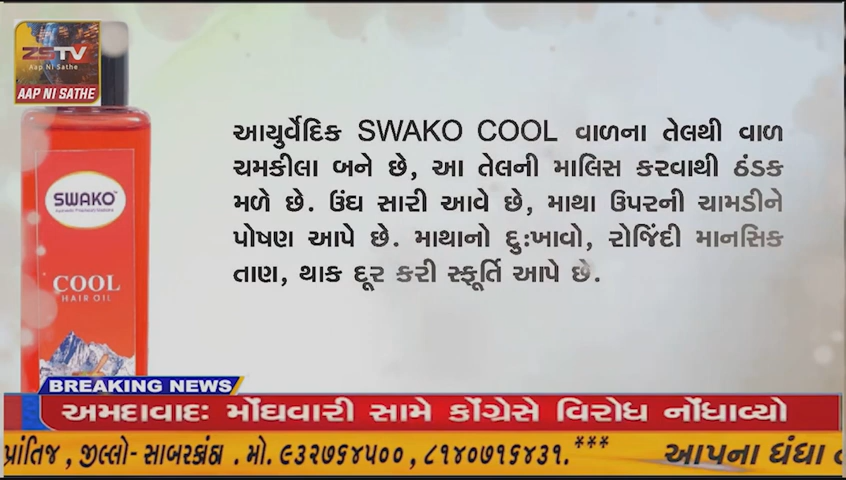 ZSTV
Aap Ni Sathe
AAP NI SATHE
આયુર્વેદિક SWAKO COOL વાળના તેલથી વાળ
ચમકીલા બને છે, આ તેલની માલિસ કરવાથી ઠંડક
મળે છે. ઉંઘ સારી આવે છે, માથા ઉપરની ચામડીને
પોષણ આપે છે. માથાનો દુઃખાવો, રોજિંદી માનસિક
તાણ, થાક દૂર કરી સ્ફૂર્તિ આપે છે.
SWAKO™
COOL
HAIR OIL
BREAKING NEWS
અમદાવાદઃ મોંઘવારી સામે કોંગ્રેસે વિરોધ નોંધાવ્યો
પ્રાંતિજ , જીલ્લો- સાબરકાંઠા . મો. ૯૩૨૭૬૪૫૦૦ , ૮૧૪૦૭૧૬૪૩૧.*** આપના ધંધા